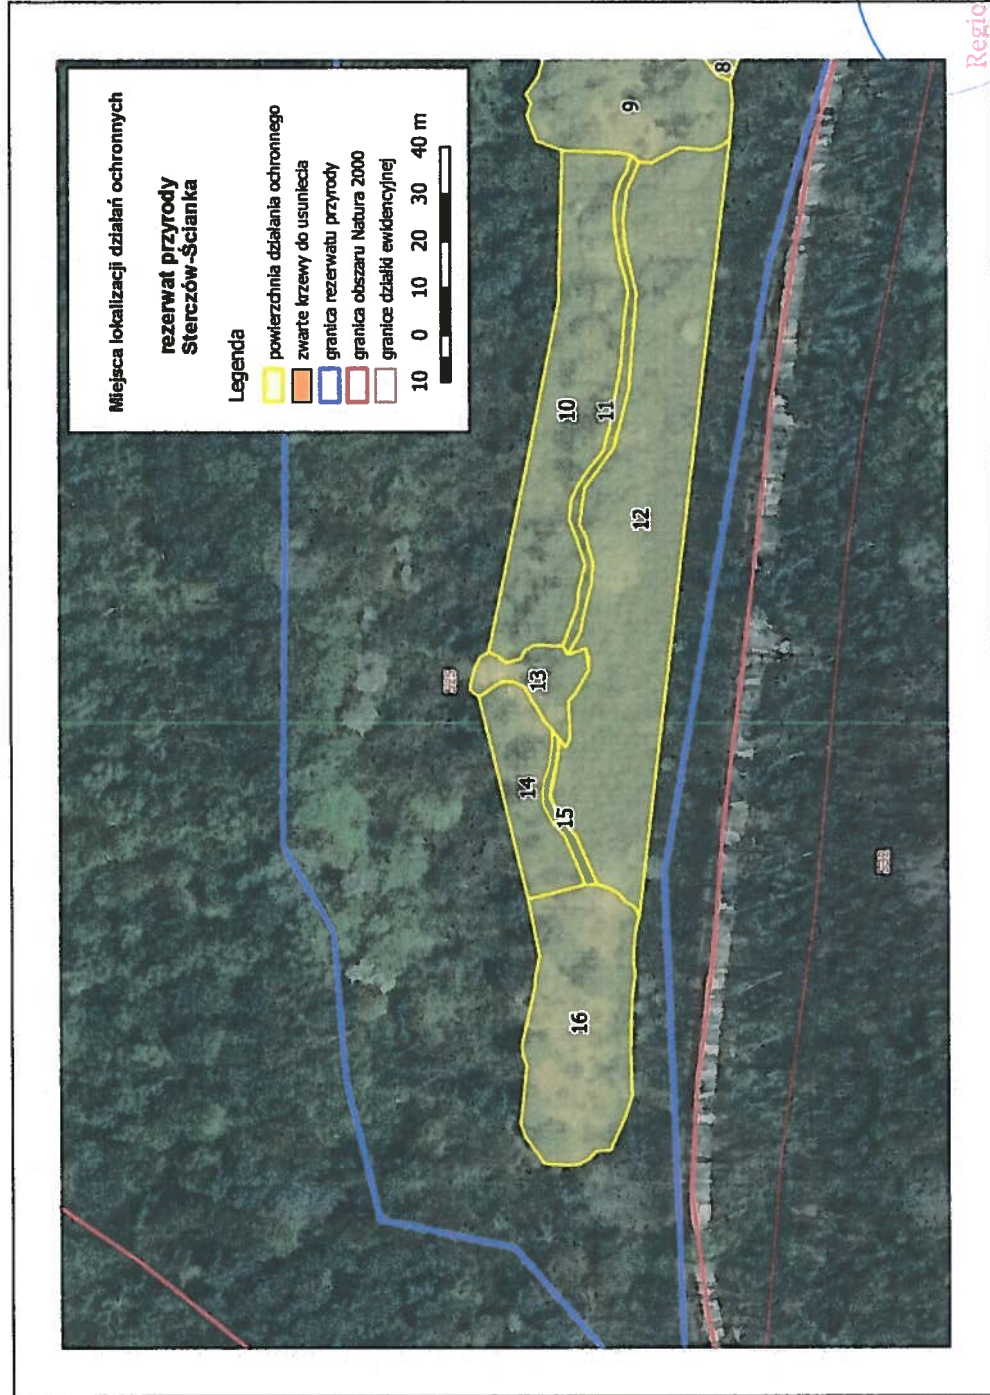 Miejsca lokalizacji działań ochronnych
rezerwat przyrody
Sterczów-Ścianka
Legenda
powierzchnia działania ochronnego
zwarte krzewy do usuniecia
granica rezerwatu przyrody
granica obszaru Natura 2000
granice działki ewidencyjnej
10 0 10 20 30 40 m
8
9
10
11
12
13
14
15
16
Regio